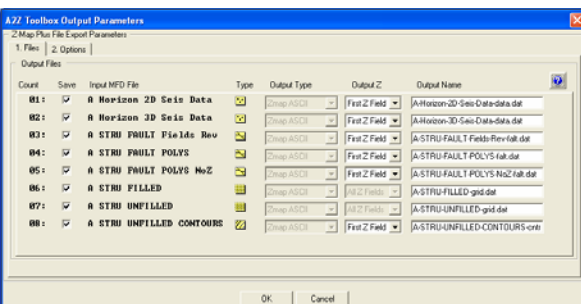 A2Z Toolbox Output Parameters
Z-Map Plus File Export Parameters
1. Files 2. Options
Output Files
Count Save Input MFD File Type Output Type Output Z Output Name
01: A Horizon 2D Seis Data Zmap ASCII First Z Field A-Horizon-2D-Seis-Data-data.dat
02: A Horizon 3D Seis Data Zmap ASCII First Z Field A-Horizon-3D-Seis-Data-data.dat
03: A STRU FAULT Fields Rev Zmap ASCII First Z Field A-STRU-FAULT-Fields-Rev-falt.dat
04: A STRU FAULT POLYS Zmap ASCII First Z Field A-STRU-FAULT-POLYS-falt.dat
05: A STRU FAULT POLYS NoZ Zmap ASCII First Z Field A-STRU-FAULT-POLYS-NoZ-falt.dat
06: A STRU FILLED Zmap ASCII All Z Fields A-STRU-FILLED-grid.dat
07: A STRU UNFILLED Zmap ASCII All Z Fields A-STRU-UNFILLED-grid.dat
08: A STRU UNFILLED CONTOURS Zmap ASCII First Z Field A-STRU-UNFILLED-CONTOURS-cntr
OK Cancel